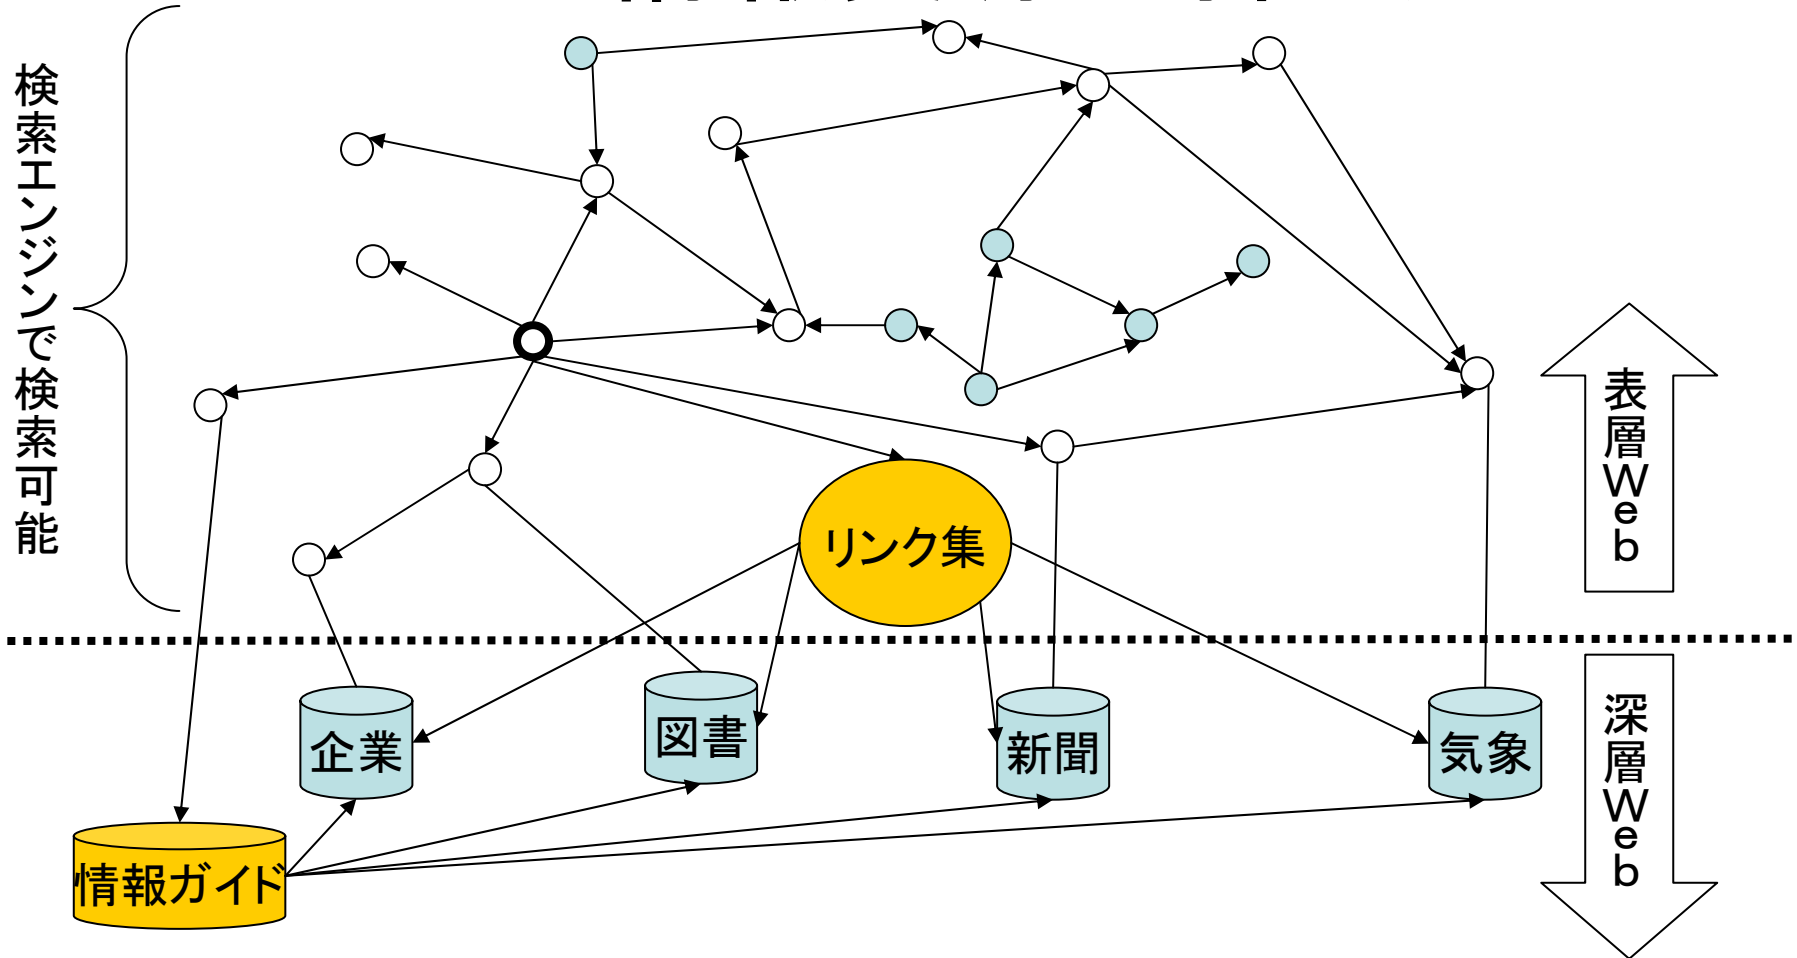 検索エンジンで検索可能
表層Ｗｅｂ
リンク集
企業
図書
新聞
気象
深層Ｗｅｂ
情報ガイド